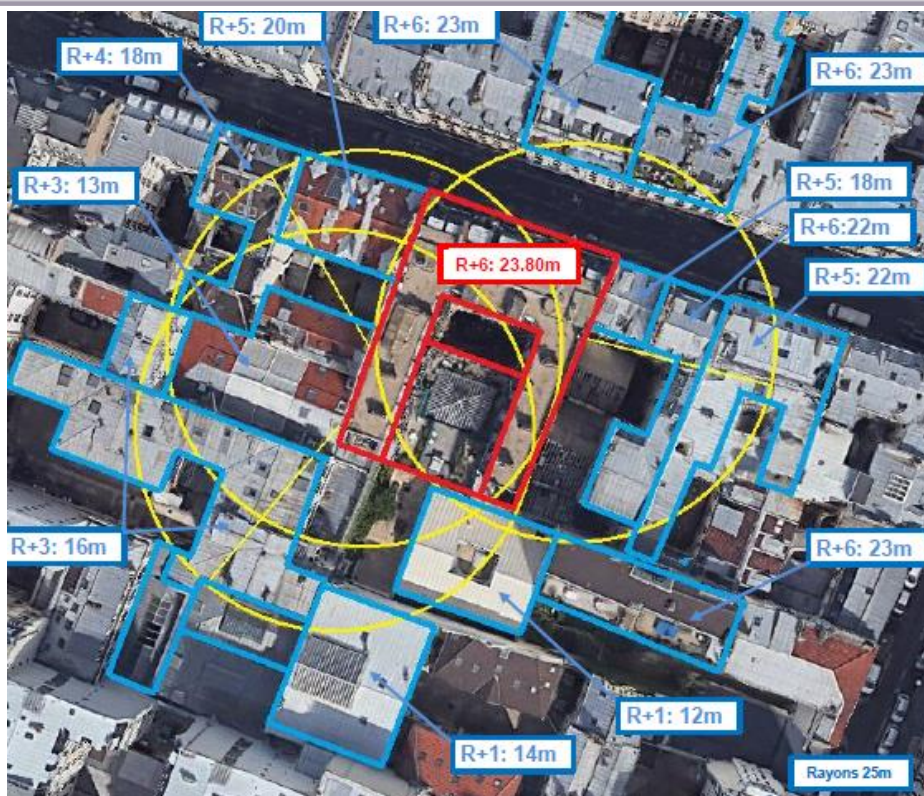 R+5: 20m
R+6: 23m
R+4: 18m
R+6: 23m
R+3: 13m
R+5: 18m
R+6:22m
R+6: 23.80m
R+5: 22m
R+3: 16m
R+6: 23m
R+1: 12m
R+1: 14m
Rayons 25m